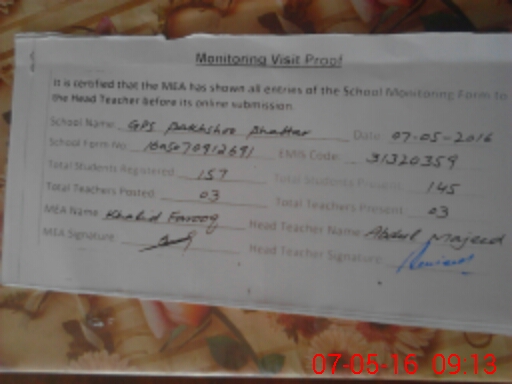 Monitoring Visit Proof
It is certified that the MEA has shown all entries of the School Monitoring Form to
the Head Teacher before its online submission.
School Name: GPS Bakhsho Bhattar Date: 07-05-2016
School Form No: EMIS Code: 31320359
Total Students Registered: 157 Total Students Present: 145
Total Teachers Posted: 03 Total Teachers Present: 03
MEA Name: Khalid Farooq Head Teacher Name: Abdul Majeed
MEA Signature: Head Teacher Signature:
07-05-16 09:13